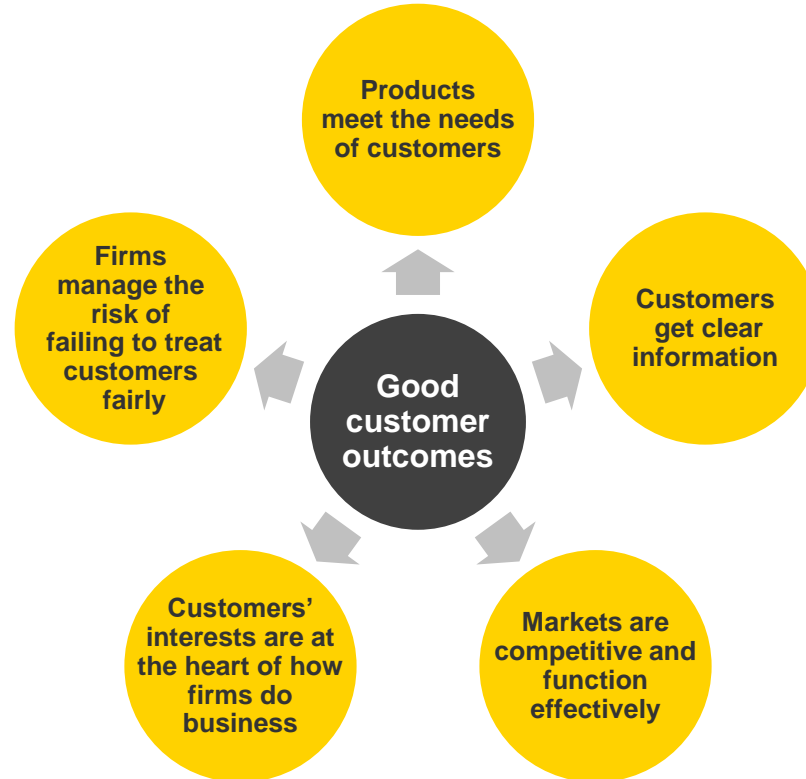 Products
meet the needs
of customers
Customers
get clear
information
Markets are
competitive and
function
effectively
Customers’
interests are at
the heart of how
firms do
business
Firms
manage the
risk of
failing to treat
customers
fairly
Good
customer
outcomes